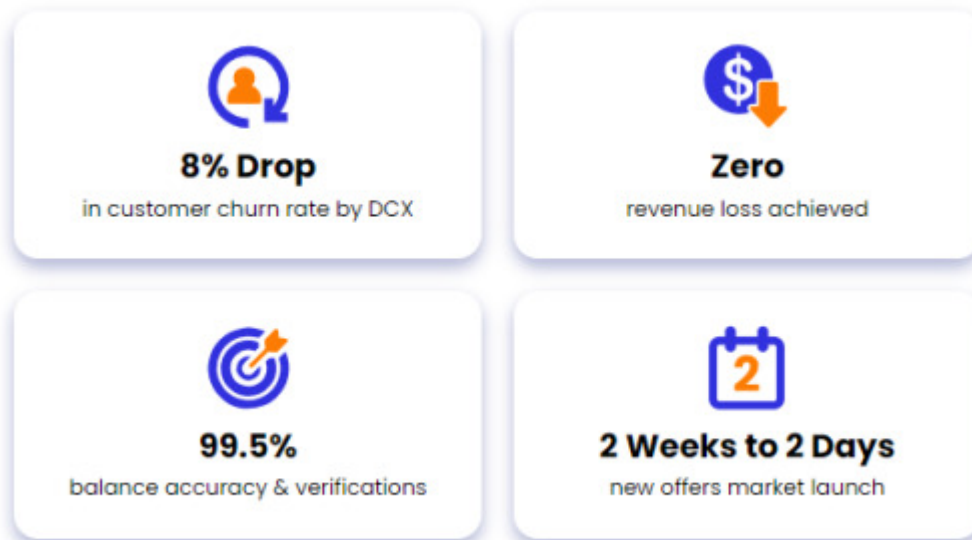 8% Drop
in customer churn rate by DCX
$
Zero
revenue loss achieved
99.5%
balance accuracy & verifications
2
2 Weeks to 2 Days
new offers market launch